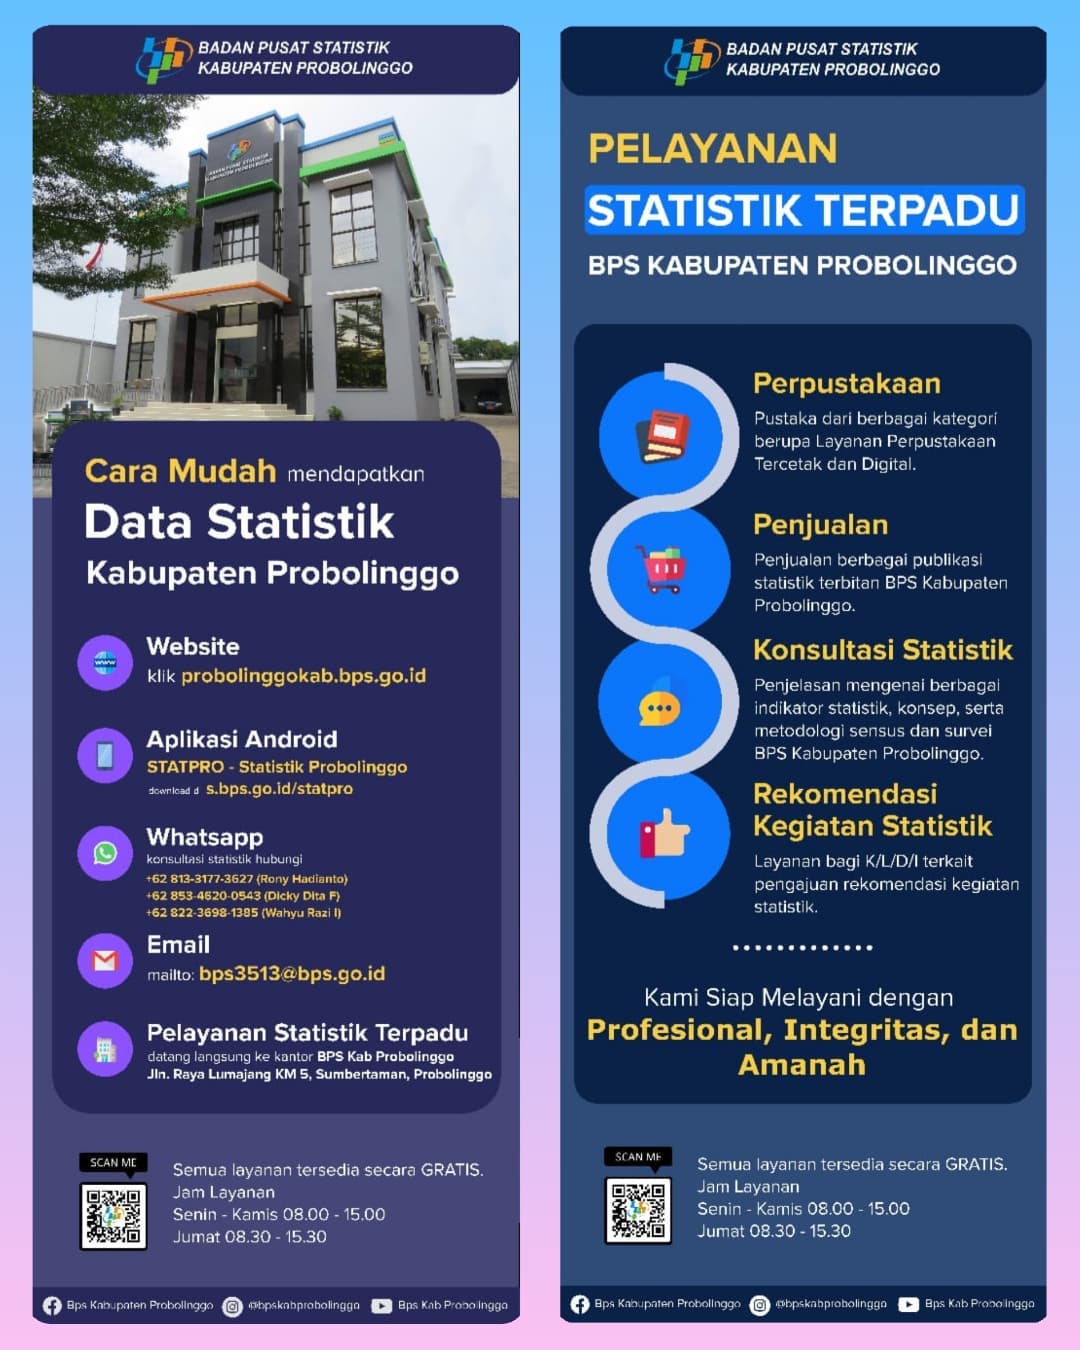 BADAN PUSAT STATISTIK
KABUPATEN PROBOLINGGO
BADAN PUSAT STATISTIK
KABUPATEN PROBOLINGGO
Cara Mudah mendapatkan
Data Statistik
Kabupaten Probolinggo
Website
klik probolinggokab.bps.go.id
Aplikasi Android
STATPRO - Statistik Probolinggo
download d s.bps.go.id/statpro
Whatsapp
konsultasi statistik hubungi
+62 813-3177-3627 (Rony Hadianto)
+62 853-4620-0543 (Dicky Dita F)
+62 822-3698-1385 (Wahyu Razi I)
Email
mailto: bps3513@bps.go.id
Pelayanan Statistik Terpadu
datang langsung ke kantor BPS Kab Probolinggo
Jln. Raya Lumajang KM 5, Sumbertaman, Probolinggo
SCAN ME
Semua layanan tersedia secara GRATIS.
Jam Layanan
Senin - Kamis 08.00 - 15.00
Jumat 08.30 - 15.30
Bps Kabupaten Probolinggo @bpskabprobolinggo Bps Kab Probolinggo
BADAN PUSAT STATISTIK
KABUPATEN PROBOLINGGO
PELAYANAN
STATISTIK TERPADU
BPS KABUPATEN PROBOLINGGO
Perpustakaan
Pustaka dari berbagai kategori
berupa Layanan Perpustakaan
Tercetak dan Digital.
Penjualan
Penjualan berbagai publikasi
statistik terbitan BPS Kabupaten
Probolinggo.
Konsultasi Statistik
Penjelasan mengenai berbagai
indikator statistik, konsep, serta
metodologi sensus dan survei
BPS Kabupaten Probolinggo.
Rekomendasi
Kegiatan Statistik
Layanan bagi K/L/D/I terkait
pengajuan rekomendasi kegiatan
statistik.
Kami Siap Melayani dengan
Profesional, Integritas, dan
Amanah
SCAN ME
Semua layanan tersedia secara GRATIS.
Jam Layanan
Senin - Kamis 08.00 - 15.00
Jumat 08.30 - 15.30
Bps Kabupaten Probolinggo @bpskabprobolinggo Bps Kab Probolinggo